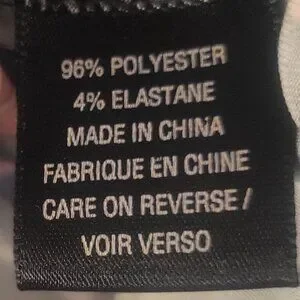 96% POLYESTER
4% ELASTANE
MADE IN CHINA
FABRIQUE EN CHINE
CARE ON REVERSE /
VOIR VERSO